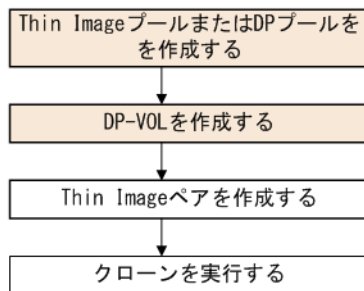 Thin ImageプールまたはDPプールを
を作成する
DP-VOLを作成する
Thin Imageペアを作成する
クローンを実行する